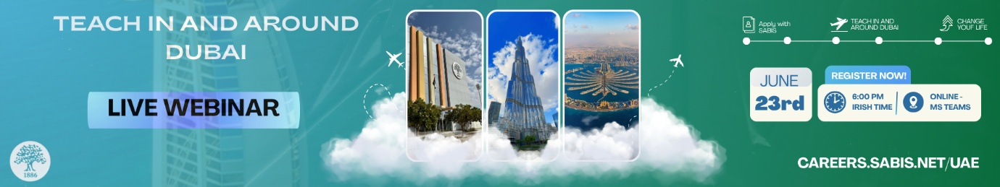 TEACH IN AND AROUND
DUBAI
LIVE WEBINAR
1886
Apply with
SABIS
TEACH IN AND
AROUND DUBAI
CHANGE
YOUR LIFE
JUNE
23rd
REGISTER NOW!
6:00 PM
IRISH TIME
ONLINE -
MS TEAMS
CAREERS.SABIS.NET/UAE